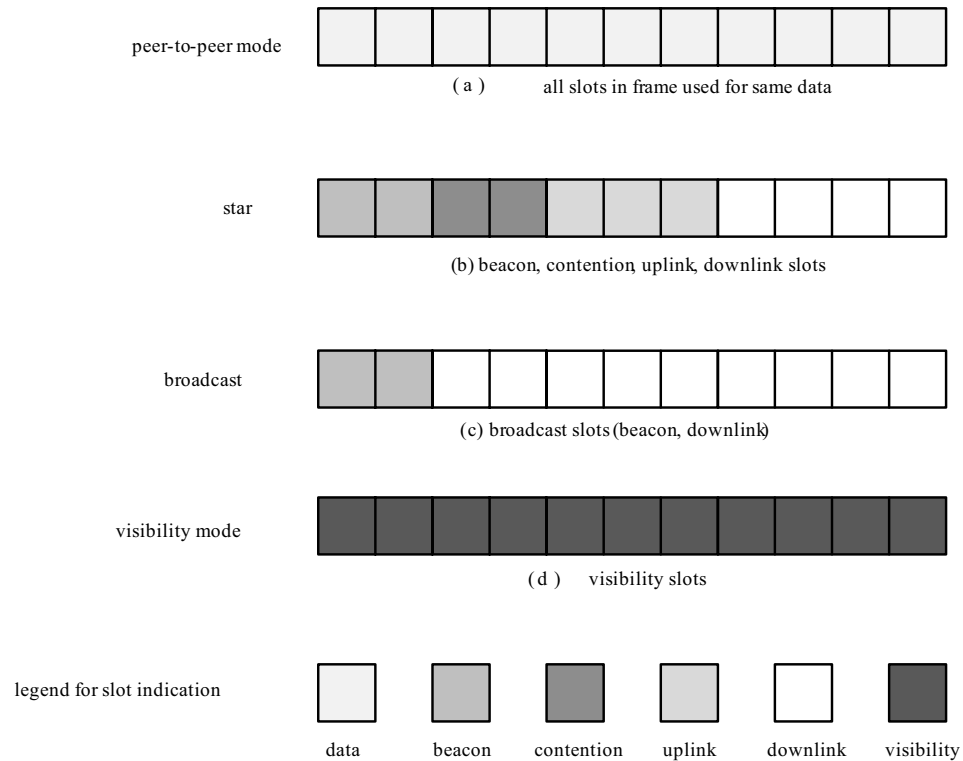 peer-to-peer mode
( a ) all slots in frame used for same data
star
(b) beacon, contention, uplink, downlink slots
broadcast
(c) broadcast slots (beacon, downlink)
visibility mode
( d ) visibility slots
legend for slot indication
data beacon contention uplink downlink visibility